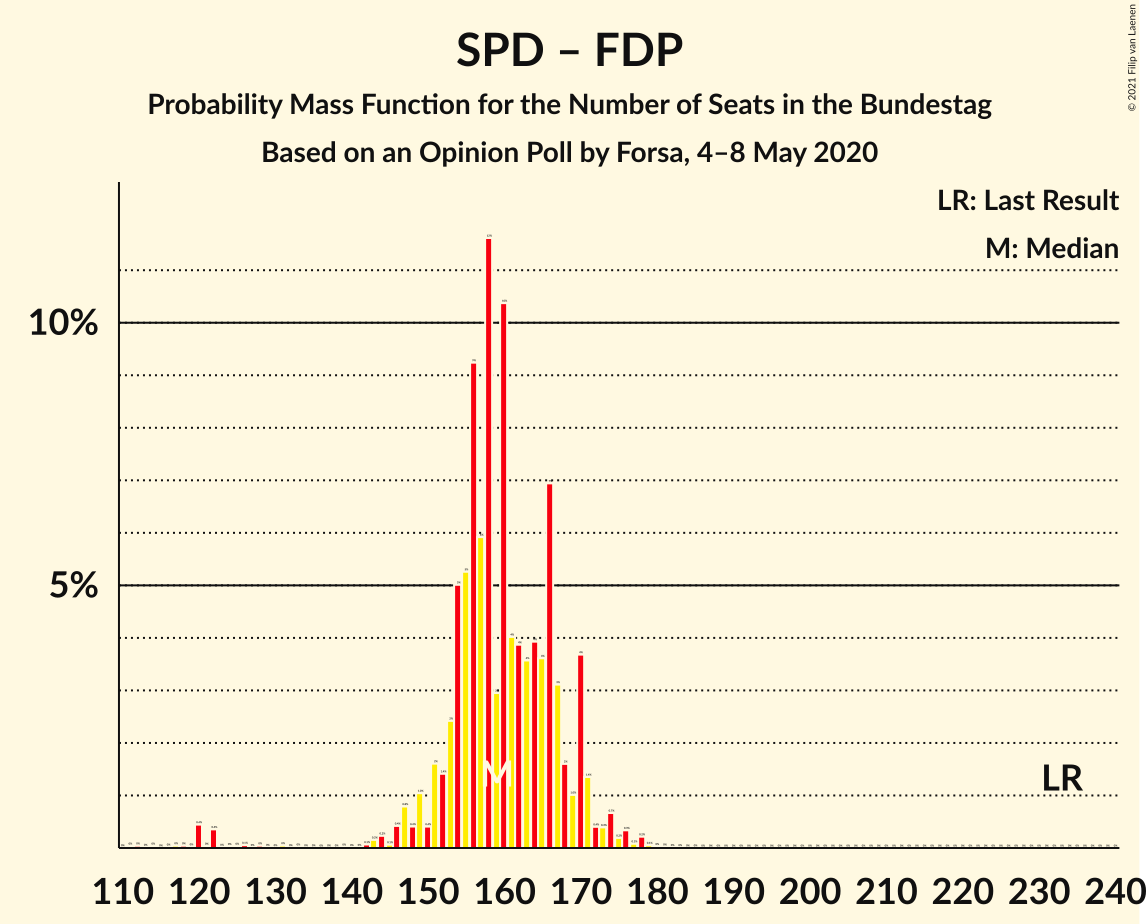 SPD – FDP
Probability Mass Function for the Number of Seats in the Bundestag
Based on an Opinion Poll by Forsa, 4–8 May 2020
© 2021 Filip van Laenen
LR: Last Result
M: Median
10%
5%
M
LR
110 120 130 140 150 160 170 180 190 200 210 220 230 240